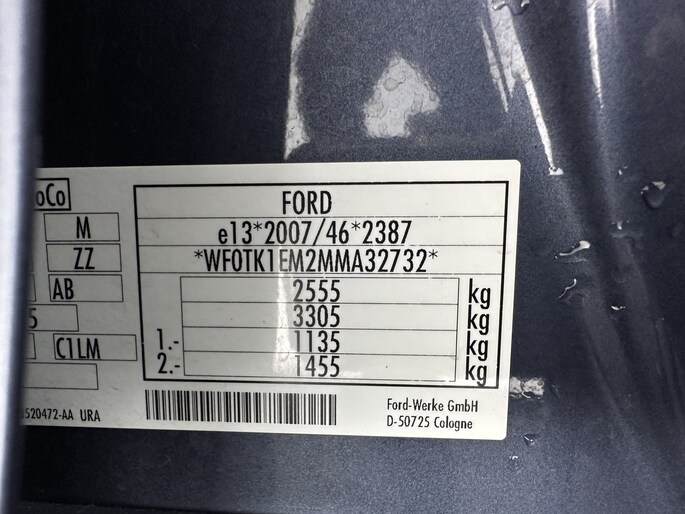 oCo
M
ZZ
AB
5
C1LM
520472-AA URA
FORD
e13*2007/46*2387
*WF0TK1EM2MMA32732*
2555 kg
3305 kg
1.- 1135 kg
2.- 1455 kg
Ford-Werke GmbH
D-50725 Cologne